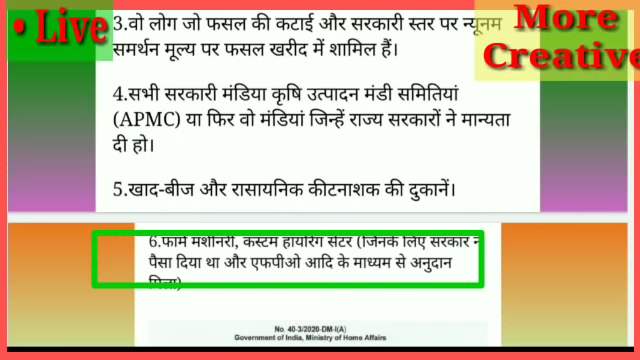 • Live
More
Creative
3.वो लोग जो फसल की कटाई और सरकारी स्तर पर न्यूनम
समर्थन मूल्य पर फसल खरीद में शामिल हैं।
4.सभी सरकारी मंडिया कृषि उत्पादन मंडी समितियां
(APMC) या फिर वो मंडियां जिन्हें राज्य सरकारों ने मान्यता
दी हो।
5.खाद-बीज और रासायनिक कीटनाशक की दुकानें।
6.फार्म मशीनरी, कस्टम हायरिंग सेंटर (जिनके लिए सरकार ने
पैसा दिया था और एफपीओ आदि के माध्यम से अनुदान
मिला)
No. 40-3/2020-DM-I(A)
Government of India, Ministry of Home Affairs